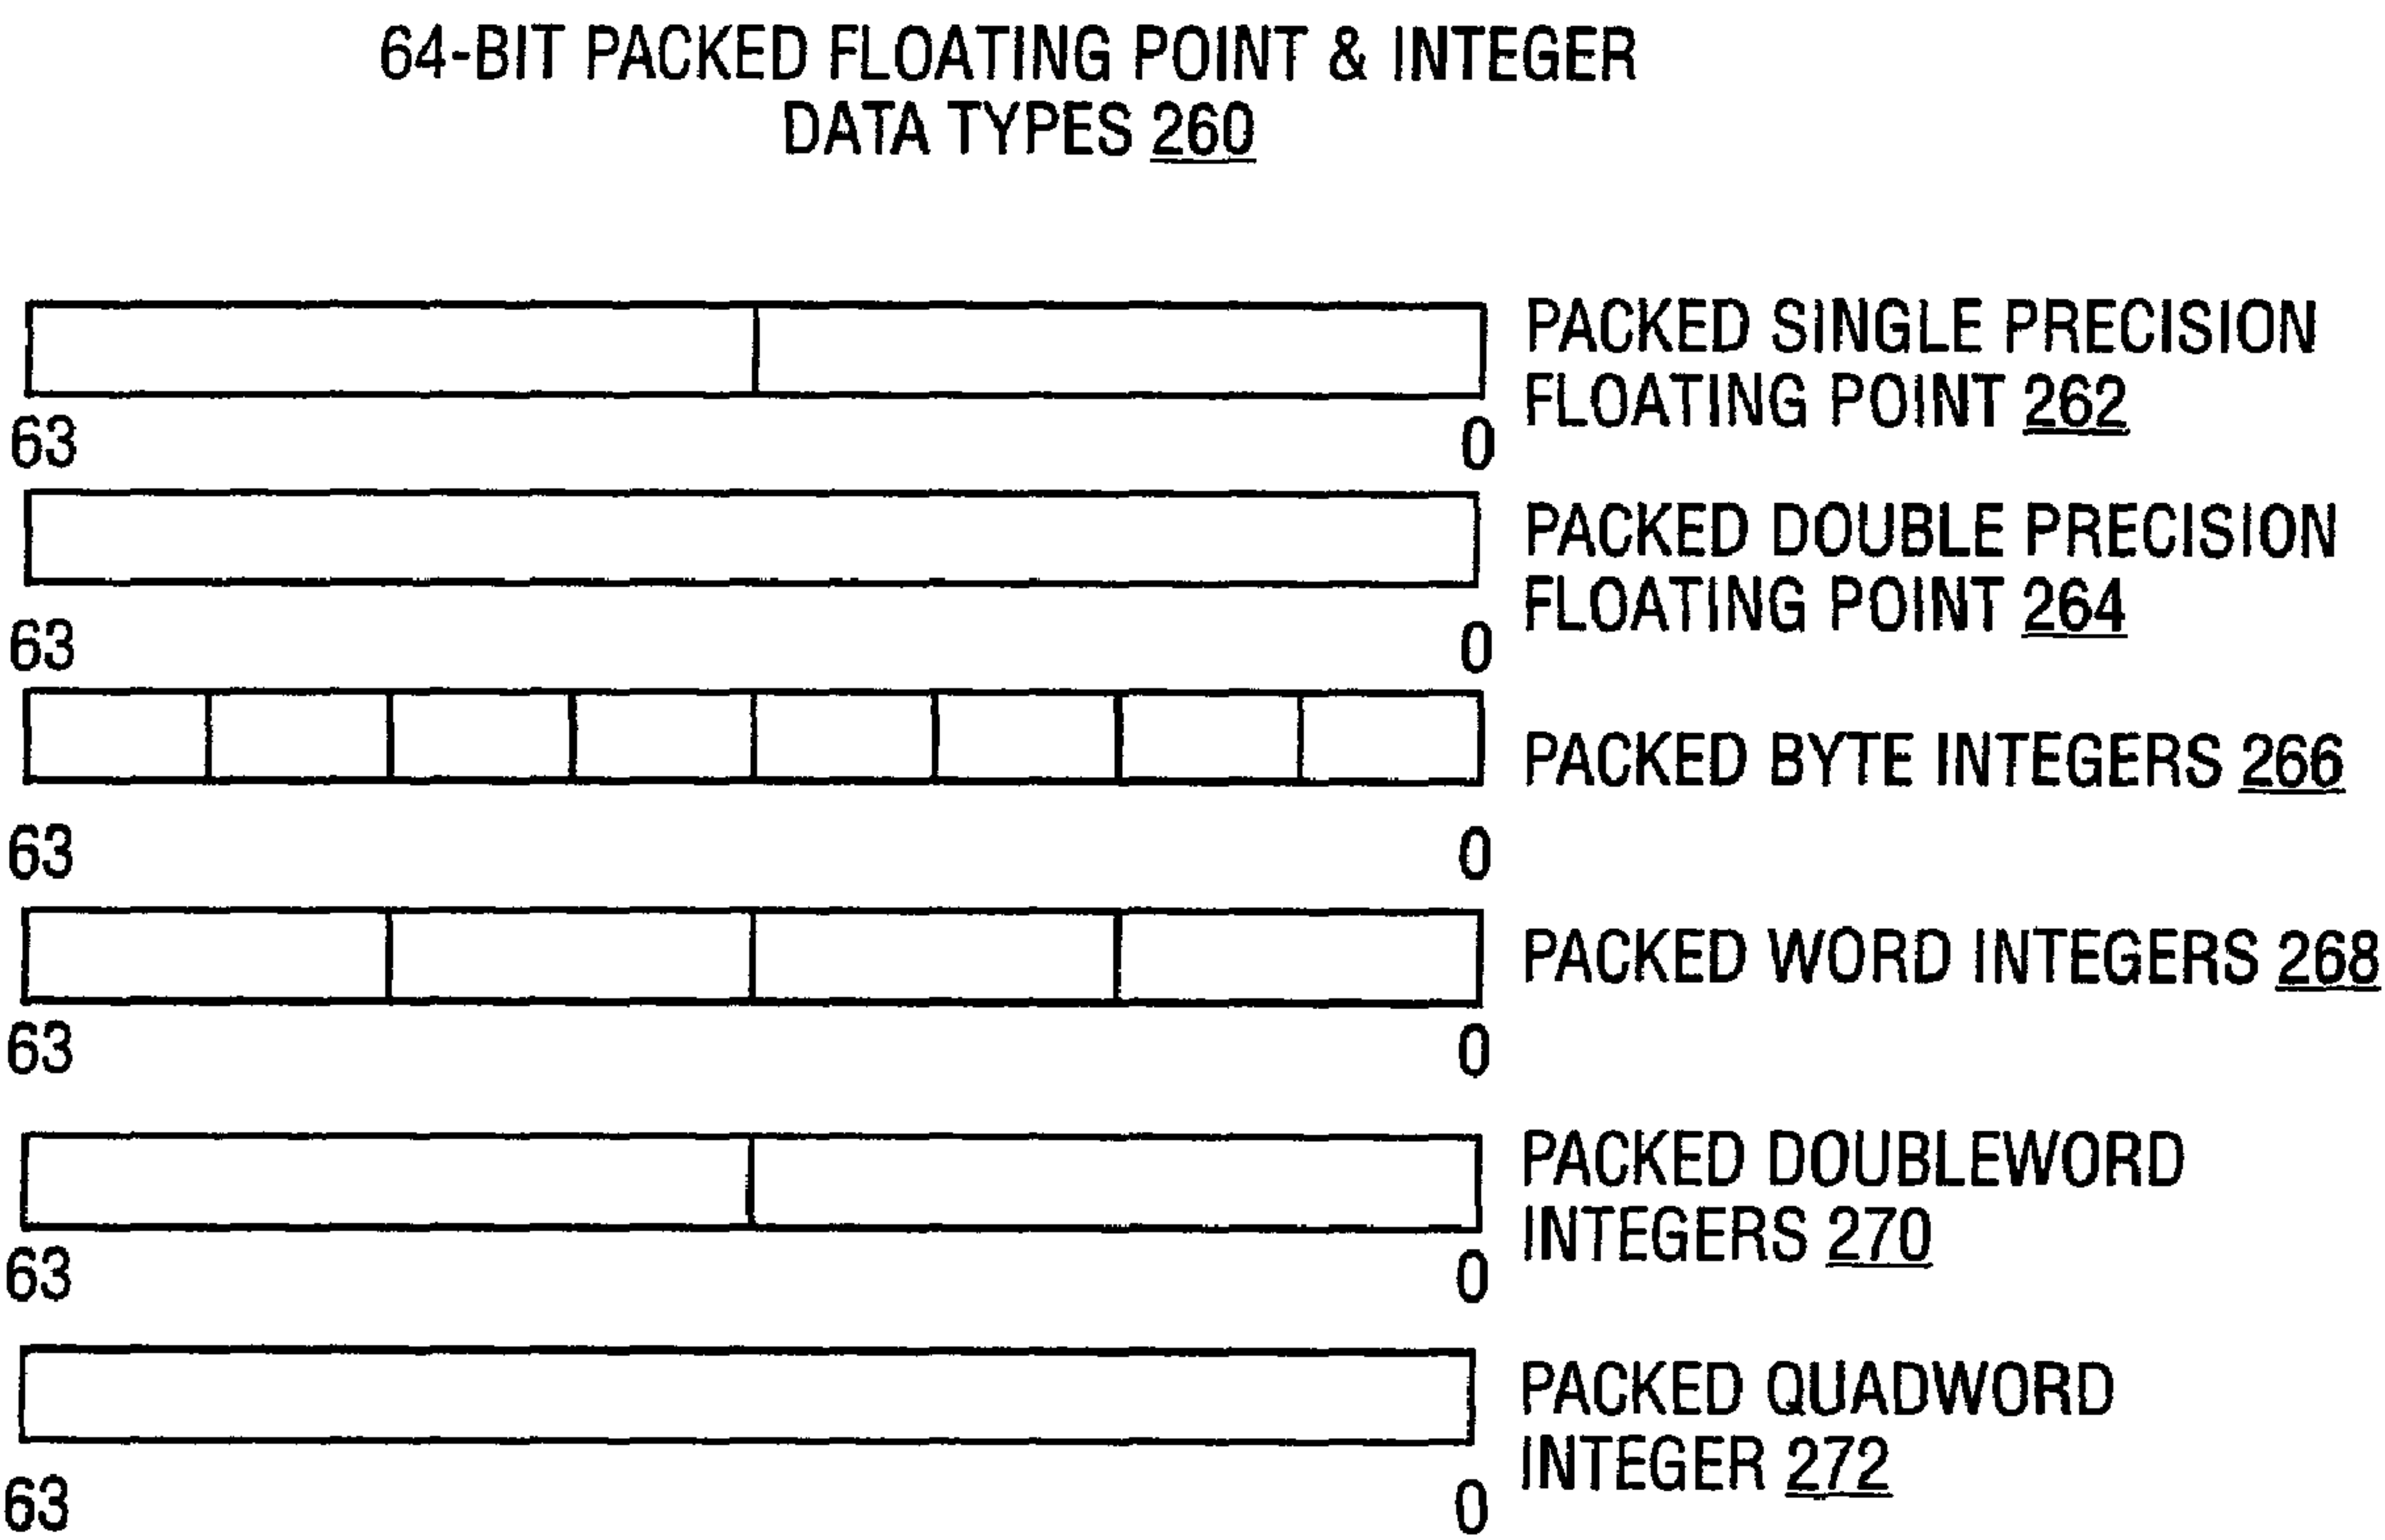 64-BIT PACKED FLOATING POINT & INTEGER
DATA TYPES 260
PACKED SINGLE PRECISION
FLOATING POINT 262
63 0
PACKED DOUBLE PRECISION
FLOATING POINT 264
63 0
PACKED BYTE INTEGERS 266
63 0
PACKED WORD INTEGERS 268
63 0
PACKED DOUBLEWORD
INTEGERS 270
63 0
PACKED QUADWORD
INTEGER 272
63 0